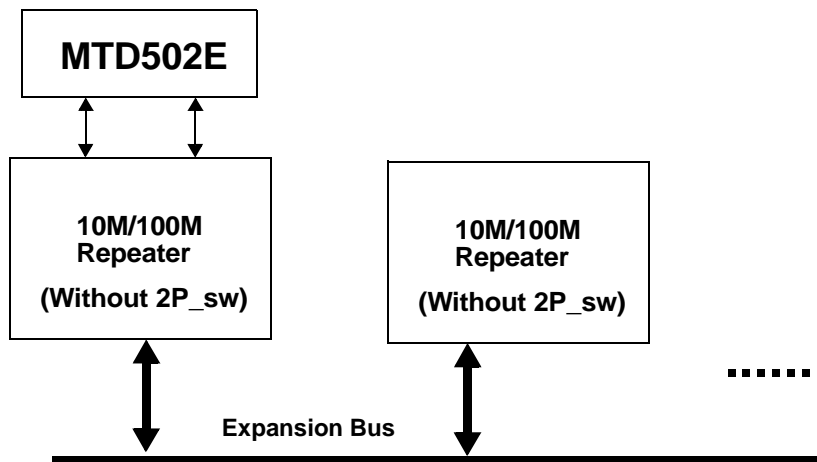 MTD502E
10M/100M
Repeater
(Without 2P_sw)
10M/100M
Repeater
(Without 2P_sw)
Expansion Bus